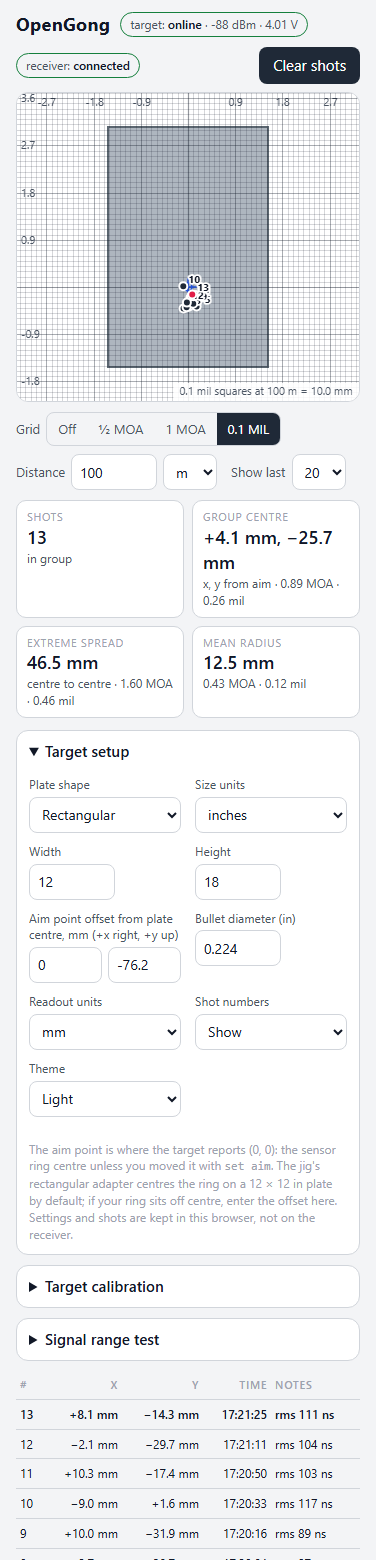 OpenGong
target: online · -88 dBm · 4.01 V
receiver: connected
Clear shots
3.6 -2.7 -1.8 -0.9 0.9 1.8 2.7
2.7
1.8
0.9
10
13
-0.9
-1.8
0.1 mil squares at 100 m = 10.0 mm
Grid Off ½ MOA 1 MOA 0.1 MIL
Distance 100 m Show last 20
SHOTS
13
in group
GROUP CENTRE
+4.1 mm, −25.7
mm
x, y from aim · 0.89 MOA ·
0.26 mil
EXTREME SPREAD
46.5 mm
centre to centre · 1.60 MOA
· 0.46 mil
MEAN RADIUS
12.5 mm
0.43 MOA · 0.12 mil
▼ Target setup
Plate shape
Rectangular
Size units
inches
Width
12
Height
18
Aim point offset from plate
centre, mm (+x right, +y up)
0 -76.2
Bullet diameter (in)
0.224
Readout units
mm
Shot numbers
Show
Theme
Light
The aim point is where the target reports (0, 0): the sensor
ring centre unless you moved it with set aim. The jig's
rectangular adapter centres the ring on a 12 × 12 in plate
by default; if your ring sits off centre, enter the offset here.
Settings and shots are kept in this browser, not on the
receiver.
▶ Target calibration
▶ Signal range test
# X Y TIME NOTES
13 +8.1 mm −14.3 mm 17:21:25 rms 111 ns
12 −2.1 mm −29.7 mm 17:21:11 rms 104 ns
11 +10.3 mm −17.4 mm 17:20:50 rms 103 ns
10 −9.0 mm +1.6 mm 17:20:33 rms 117 ns
9 +10.0 mm −31.9 mm 17:20:16 rms 89 ns